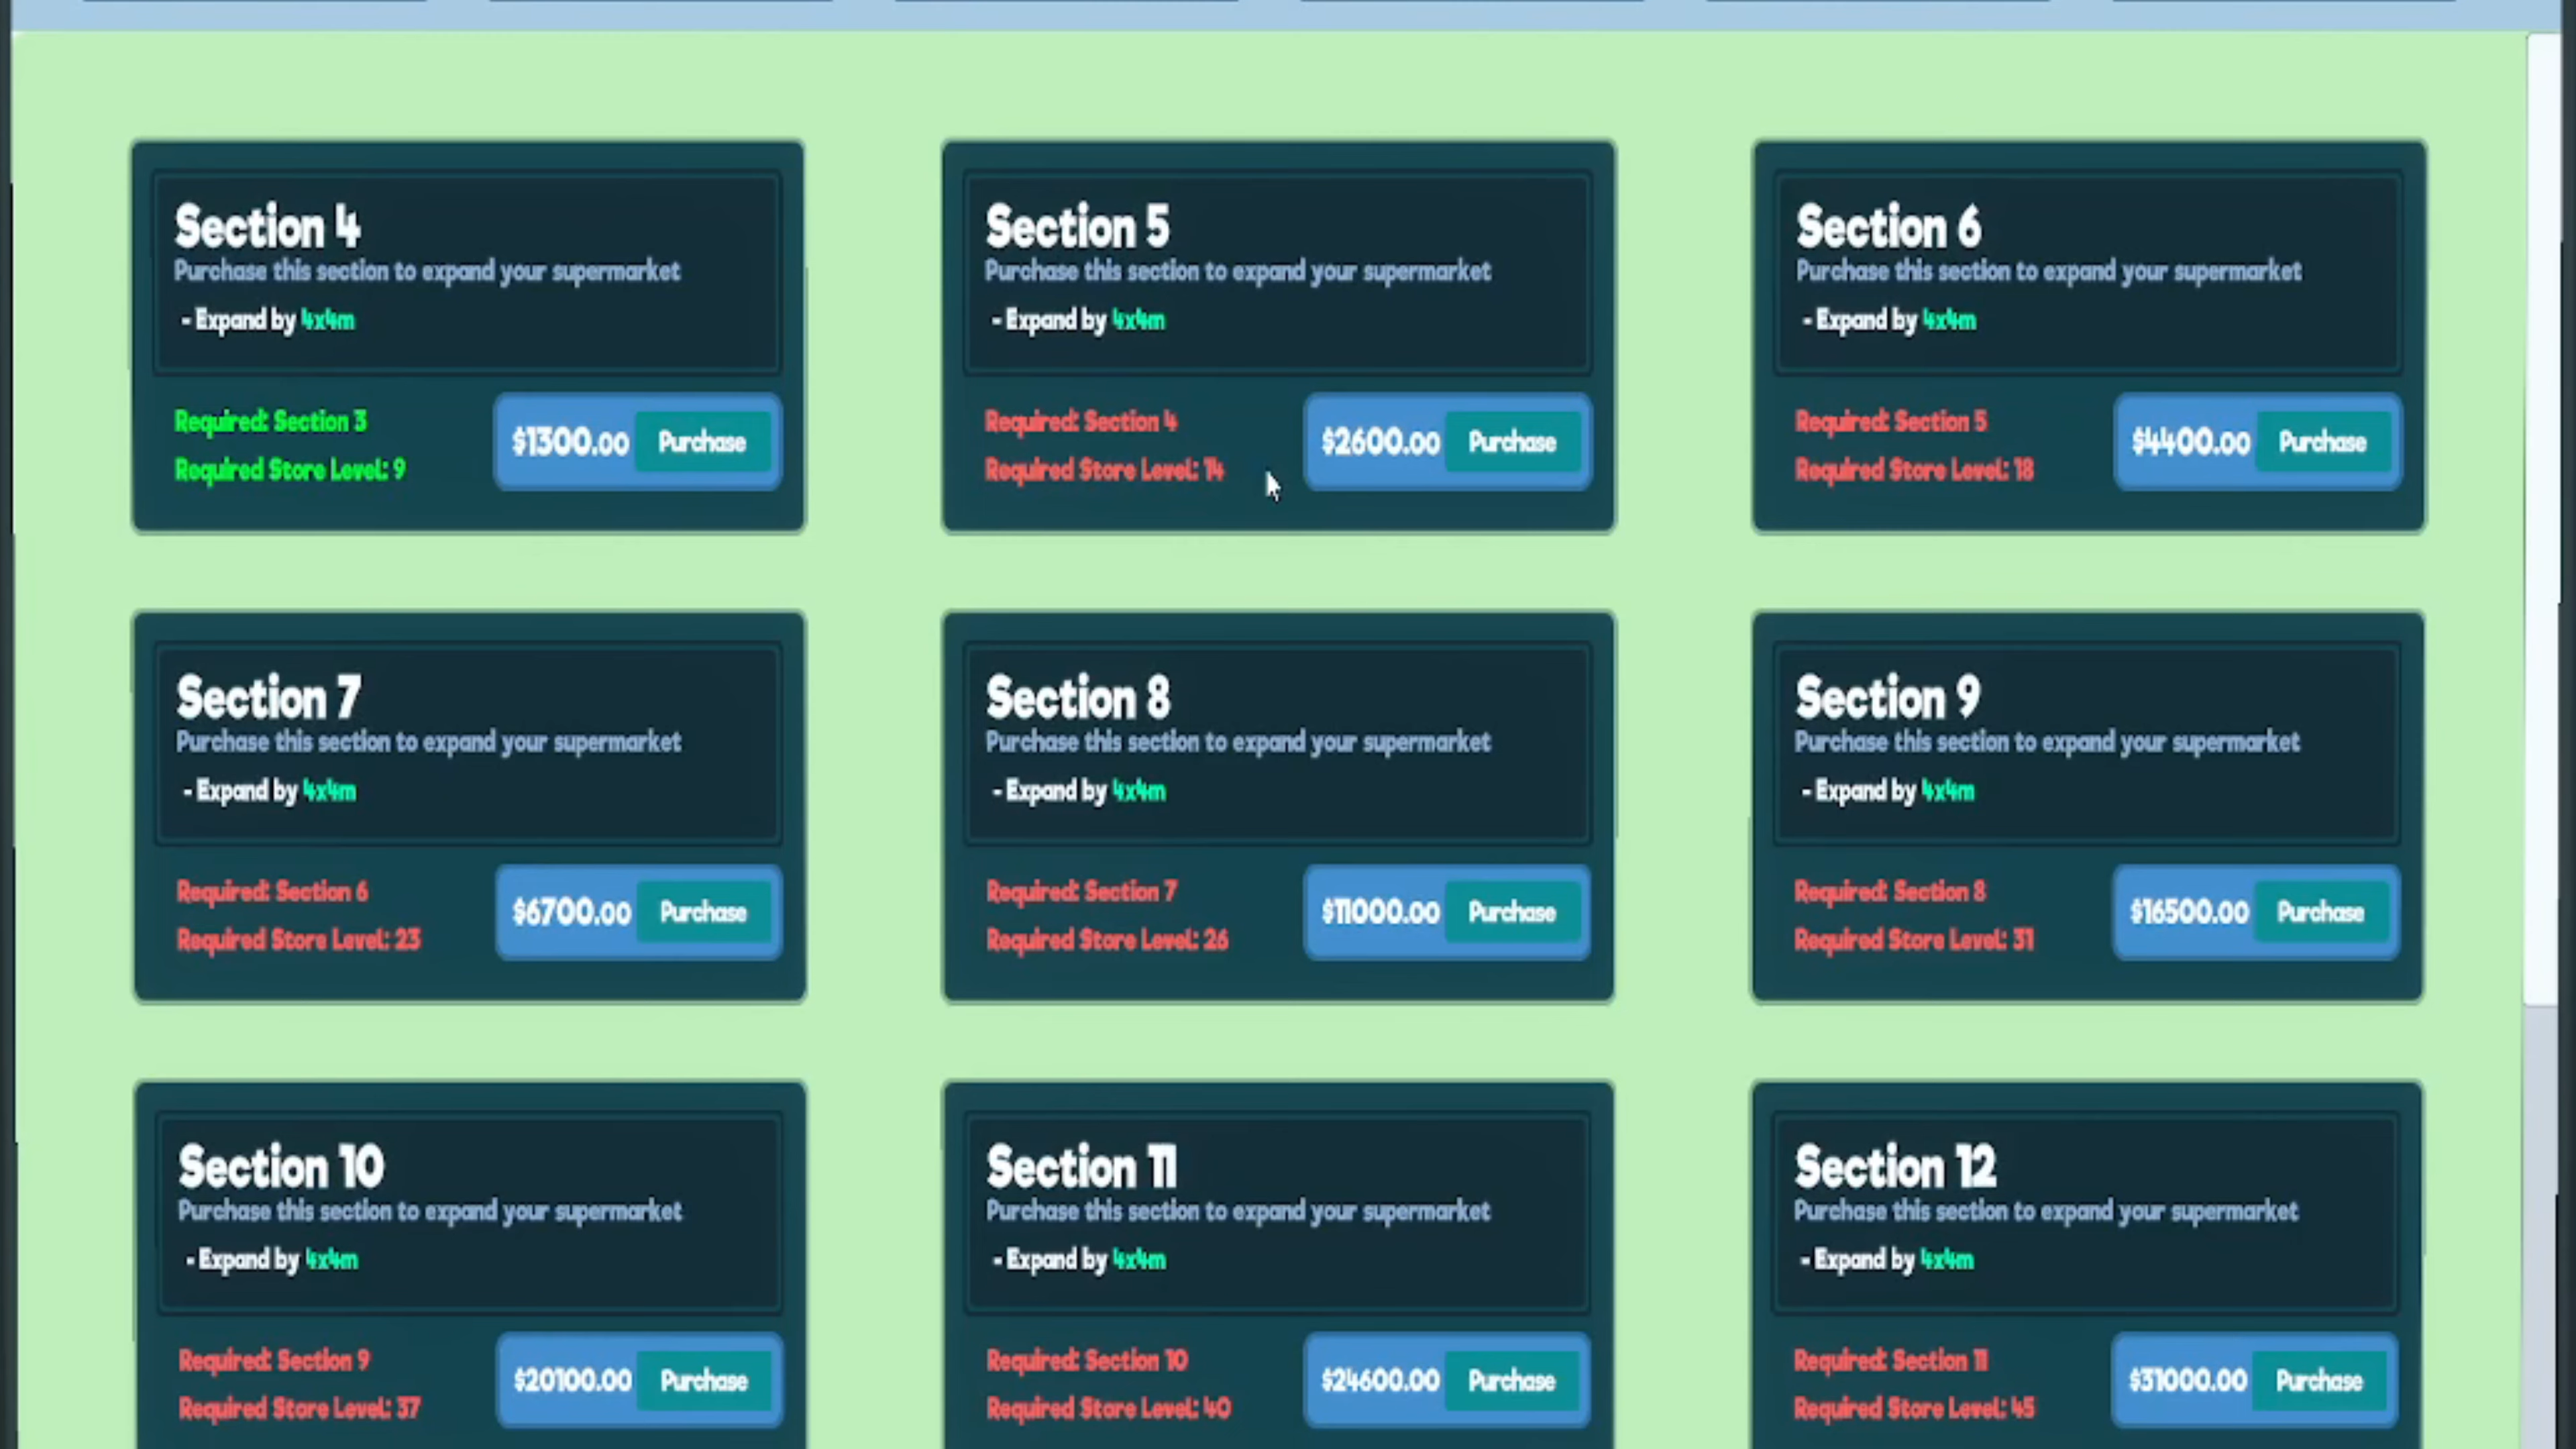 Section 4
Purchase this section to expand your supermarket
- Expand by 4x4m
Required: Section 3
Required Store Level: 9
$1300.00 Purchase
Section 5
Purchase this section to expand your supermarket
- Expand by 4x4m
Required: Section 4
Required Store Level: 14
$2600.00 Purchase
Section 6
Purchase this section to expand your supermarket
- Expand by 4x4m
Required: Section 5
Required Store Level: 18
$4400.00 Purchase
Section 7
Purchase this section to expand your supermarket
- Expand by 4x4m
Required: Section 6
Required Store Level: 23
$6700.00 Purchase
Section 8
Purchase this section to expand your supermarket
- Expand by 4x4m
Required: Section 7
Required Store Level: 26
$11000.00 Purchase
Section 9
Purchase this section to expand your supermarket
- Expand by 4x4m
Required: Section 8
Required Store Level: 31
$16500.00 Purchase
Section 10
Purchase this section to expand your supermarket
- Expand by 4x4m
Required: Section 9
Required Store Level: 37
$20100.00 Purchase
Section 11
Purchase this section to expand your supermarket
- Expand by 4x4m
Required: Section 10
Required Store Level: 40
$24600.00 Purchase
Section 12
Purchase this section to expand your supermarket
- Expand by 4x4m
Required: Section 11
Required Store Level: 45
$31000.00 Purchase